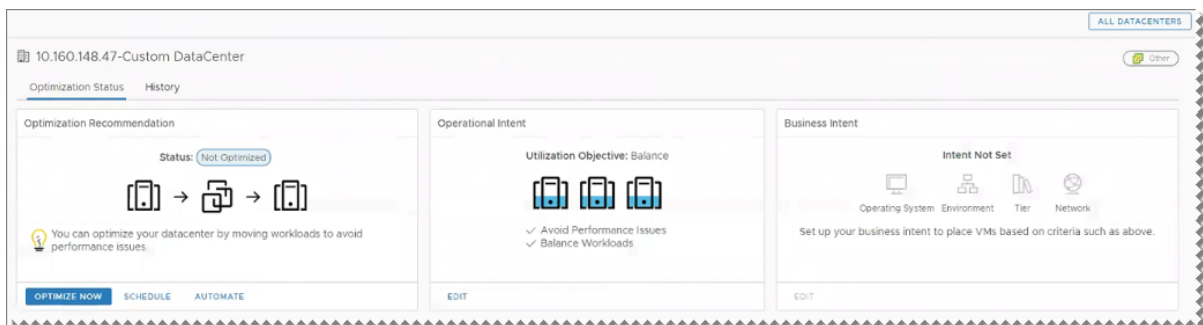 ALL DATACENTERS
10.160.148.47-Custom DataCenter
Other
Optimization Status
History
Optimization Recommendation
Status: Not Optimized
You can optimize your datacenter by moving workloads to avoid
performance issues.
OPTIMIZE NOW
SCHEDULE
AUTOMATE
Operational Intent
Utilization Objective: Balance
Avoid Performance Issues
Balance Workloads
EDIT
Business Intent
Intent Not Set
Operating System
Environment
Tier
Network
Set up your business intent to place VMs based on criteria such as above.
EDIT